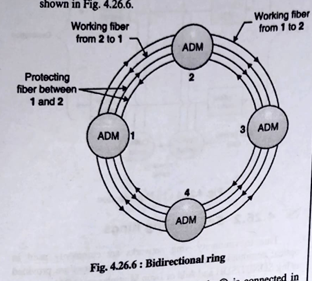 shown in Fig. 4.26.6.
Working fiber
from 2 to 1
Working fiber
from 1 to 2
ADM
2
Protecting
fiber between
1 and 2
ADM
1
3
ADM
4
ADM
Fig. 4.26.6 : Bidirectional ring
is connected in